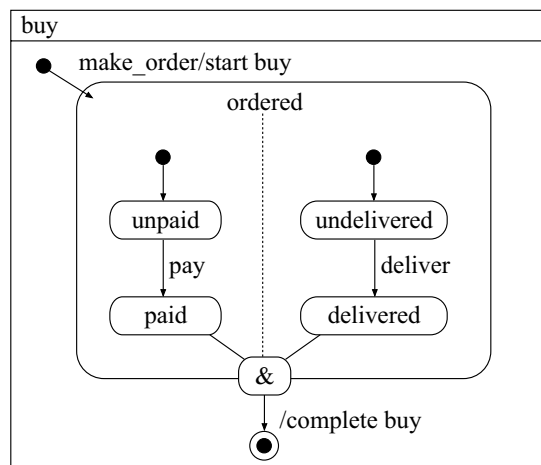 buy
make_order/start buy
ordered
unpaid
undelivered
pay
deliver
paid
delivered
&
/complete buy